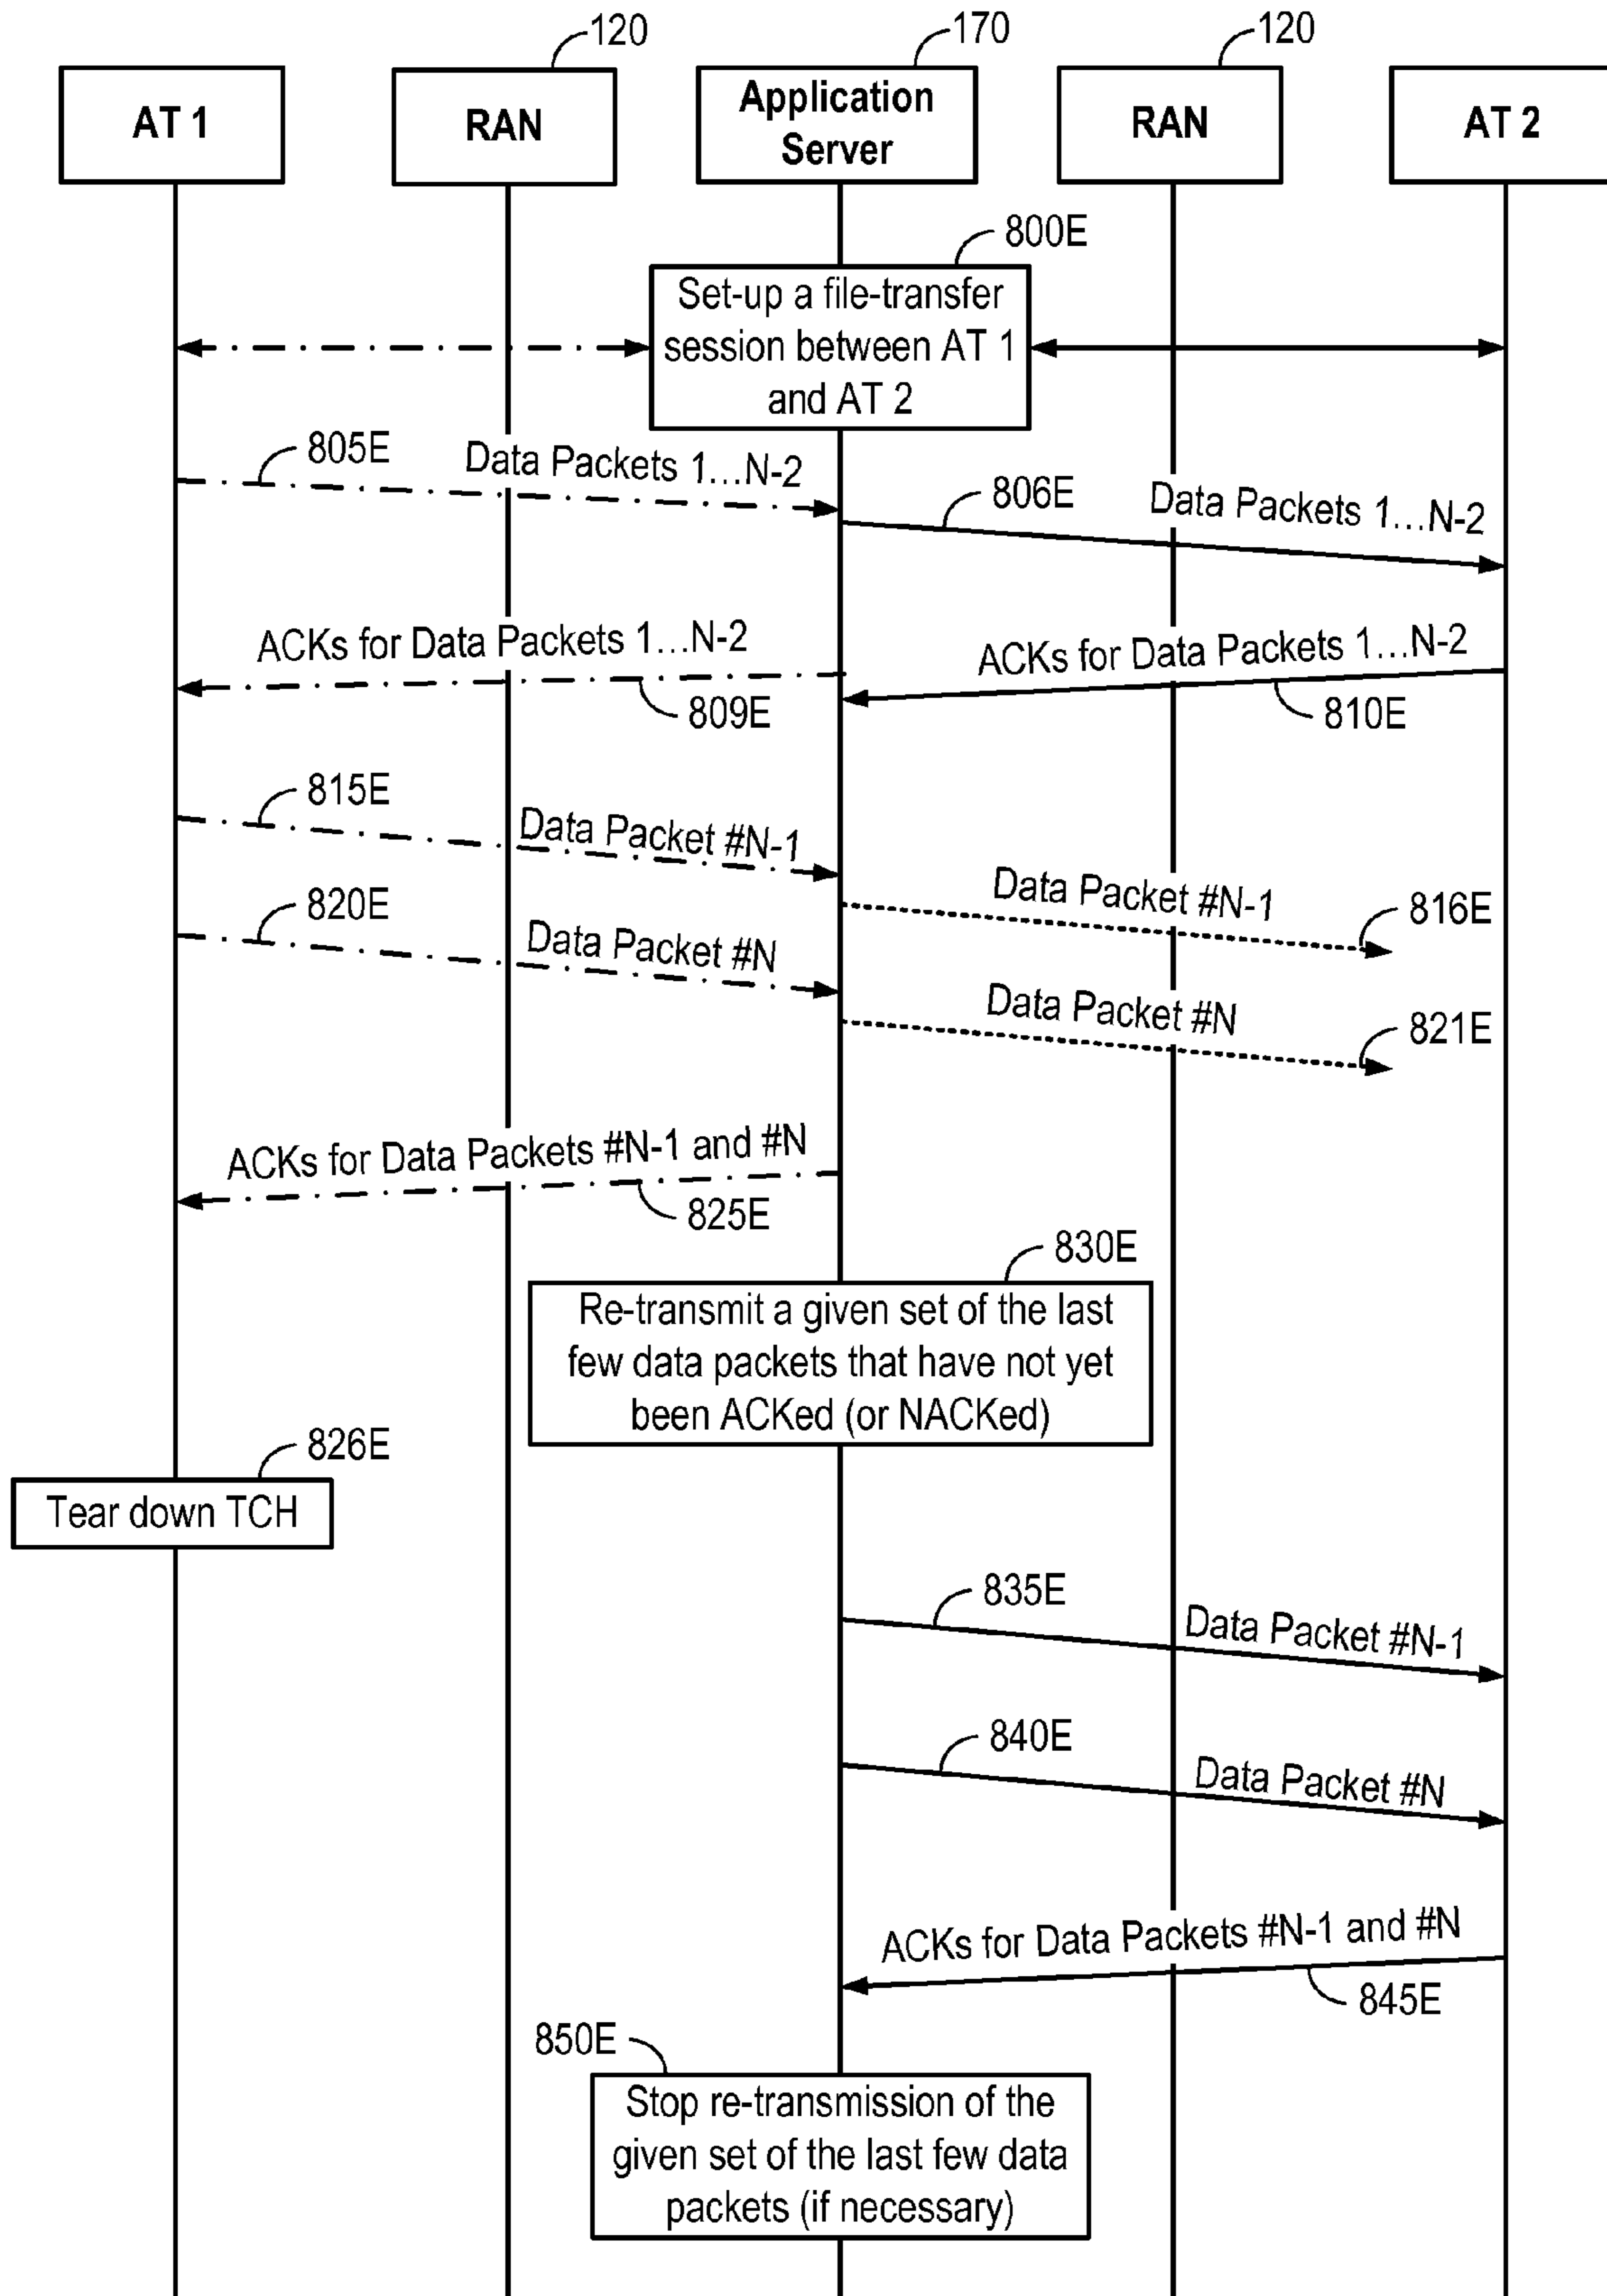 120
170
120
AT 1
RAN
Application
Server
RAN
AT 2
800E
Set-up a file-transfer
session between AT 1
and AT 2
805E
Data Packets 1...N-2
806E
Data Packets 1...N-2
ACKs for Data Packets 1...N-2
809E
ACKs for Data Packets 1...N-2
810E
815E
Data Packet #N-1
Data Packet #N-1
816E
820E
Data Packet #N
Data Packet #N
821E
ACKs for Data Packets #N-1 and #N
825E
830E
Re-transmit a given set of the last
few data packets that have not yet
been ACKed (or NACKed)
826E
Tear down TCH
835E
Data Packet #N-1
840E
Data Packet #N
ACKs for Data Packets #N-1 and #N
845E
850E
Stop re-transmission of the
given set of the last few data
packets (if necessary)